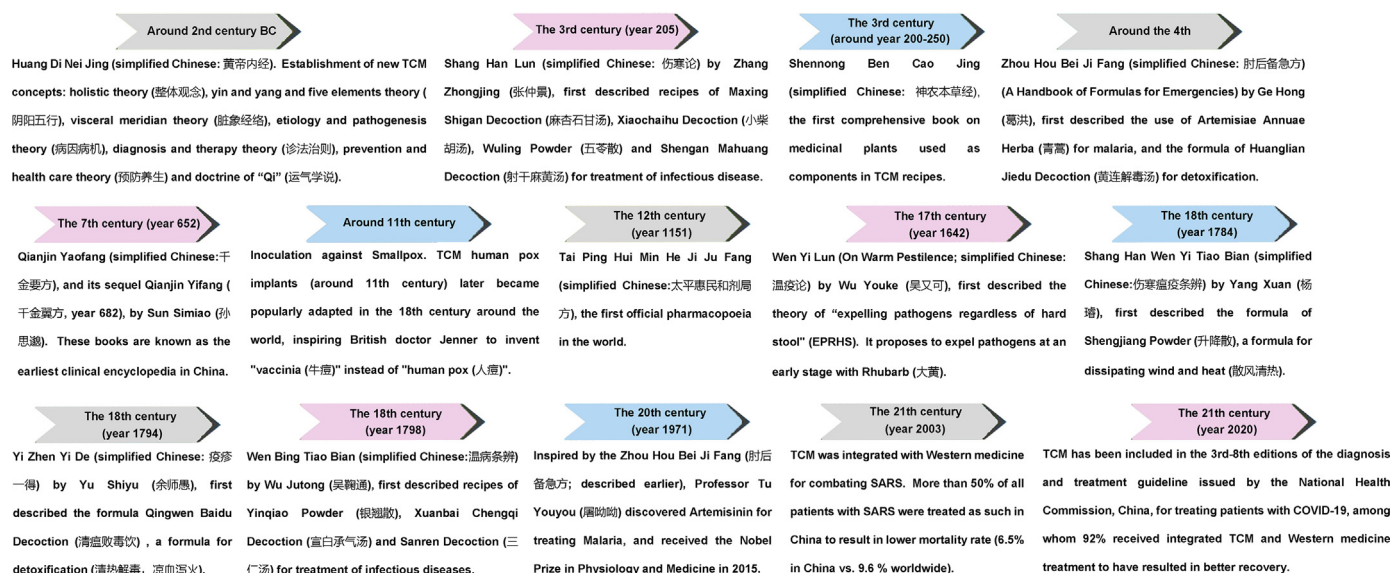 Around 2nd century BC
Huang Di Nei Jing (simplified Chinese: 黄帝内经). Establishment of new TCM
concepts: holistic theory (整体观念), yin and yang and five elements theory (
阴阳五行), visceral meridian theory (脏象经络), etiology and pathogenesis
theory (病因病机), diagnosis and therapy theory (诊法治则), prevention and
health care theory (预防养生) and doctrine of “Qi” (运气学说).
The 3rd century (year 205)
Shang Han Lun (simplified Chinese: 伤寒论) by Zhang
Zhongjing (张仲景), first described recipes of Maxing
Shigan Decoction (麻杏石甘汤), Xiaochaihu Decoction (小柴
胡汤), Wuling Powder (五苓散) and Shengan Mahuang
Decoction (射干麻黄汤) for treatment of infectious disease.
The 3rd century
(around year 200-250)
Shennong Ben Cao Jing
(simplified Chinese: 神农本草经),
the first comprehensive book on
medicinal plants used as
components in TCM recipes.
Around the 4th
Zhou Hou Bei Ji Fang (simplified Chinese: 肘后备急方)
(A Handbook of Formulas for Emergencies) by Ge Hong
(葛洪), first described the use of Artemisiae Annuae
Herba (青蒿) for malaria, and the formula of Huanglian
Jiedu Decoction (黄连解毒汤) for detoxification.
The 7th century (year 652)
Qianjin Yaofang (simplified Chinese:千
金要方), and its sequel Qianjin Yifang (
千金翼方, year 682), by Sun Simiao (孙
思邈). These books are known as the
earliest clinical encyclopedia in China.
Around 11th century
Inoculation against Smallpox. TCM human pox
implants (around 11th century) later became
popularly adapted in the 18th century around the
world, inspiring British doctor Jenner to invent
"vaccinia (牛痘)" instead of "human pox (人痘)".
The 12th century
(year 1151)
Tai Ping Hui Min He Ji Ju Fang
(simplified Chinese:太平惠民和剂局
方), the first official pharmacopoeia
in the world.
The 17th century
(year 1642)
Wen Yi Lun (On Warm Pestilence; simplified Chinese:
温疫论) by Wu Youke (吴又可), first described the
theory of “expelling pathogens regardless of hard
stool" (EPRHS). It proposes to expel pathogens at an
early stage with Rhubarb (大黄).
The 18th century
(year 1784)
Shang Han Wen Yi Tiao Bian (simplified
Chinese:伤寒瘟疫条辨) by Yang Xuan (杨
璿), first described the formula of
Shengjiang Powder (升降散), a formula for
dissipating wind and heat (散风清热).
The 18th century
(year 1794)
Yi Zhen Yi De (simplified Chinese: 疫疹
一得) by Yu Shiyu (余师愚), first
described the formula Qingwen Baidu
Decoction (清瘟败毒饮) , a formula for
detoxification (清热解毒，凉血泻火).
The 18th century
(year 1798)
Wen Bing Tiao Bian (simplified Chinese:温病条辨)
by Wu Jutong (吴鞠通), first described recipes of
Yinqiao Powder (银翘散), Xuanbai Chengqi
Decoction (宣白承气汤) and Sanren Decoction (三
仁汤) for treatment of infectious diseases.
The 20th century
(year 1971)
Inspired by the Zhou Hou Bei Ji Fang (肘后
备急方; described earlier), Professor Tu
Youyou (屠呦呦) discovered Artemisinin for
treating Malaria, and received the Nobel
Prize in Physiology and Medicine in 2015.
The 21th century
(year 2003)
TCM was integrated with Western medicine
for combating SARS. More than 50% of all
patients with SARS were treated as such in
China to result in lower mortality rate (6.5%
in China vs. 9.6 % worldwide).
The 21th century
(year 2020)
TCM has been included in the 3rd-8th editions of the diagnosis
and treatment guideline issued by the National Health
Commission, China, for treating patients with COVID-19, among
whom 92% received integrated TCM and Western medicine
treatment to have resulted in better recovery.